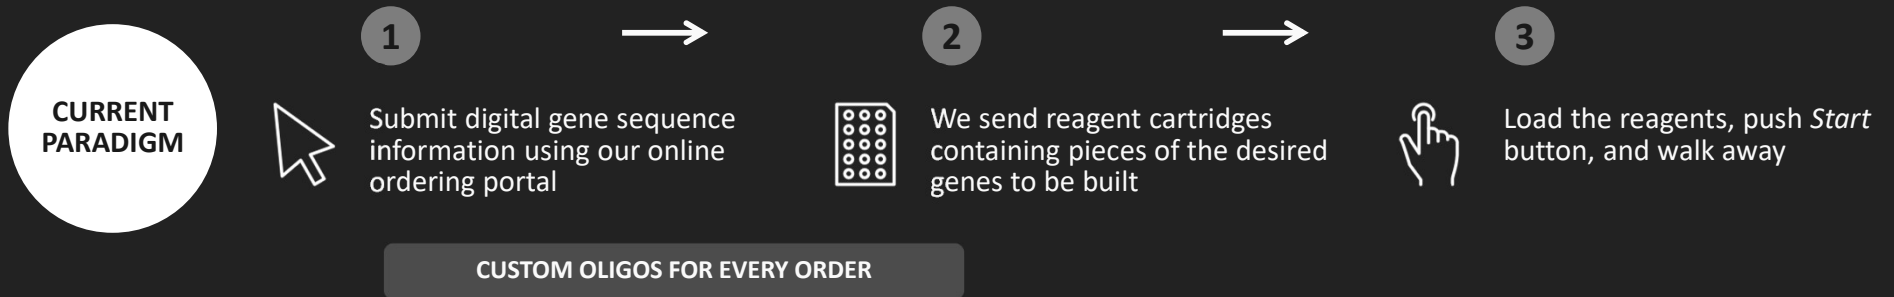 CURRENT
PARADIGM
1
Submit digital gene sequence
information using our online
ordering portal
2
We send reagent cartridges
containing pieces of the desired
genes to be built
3
Load the reagents, push Start
button, and walk away
CUSTOM OLIGOS FOR EVERY ORDER